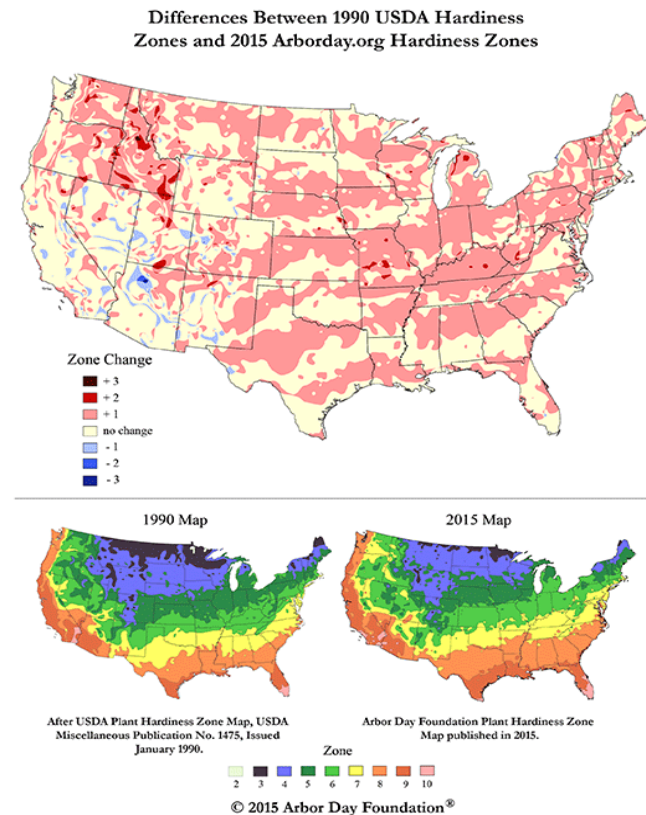 Differences Between 1990 USDA Hardiness
Zones and 2015 Arborday.org Hardiness Zones
Zone Change
+ 3
+ 2
+ 1
no change
- 1
- 2
- 3
1990 Map
2015 Map
After USDA Plant Hardiness Zone Map, USDA
Miscellaneous Publication No. 1475, Issued
January 1990.
Arbor Day Foundation Plant Hardiness Zone
Map published in 2015.
Zone
2 3 4 5 6 7 8 9 10
© 2015 Arbor Day Foundation®